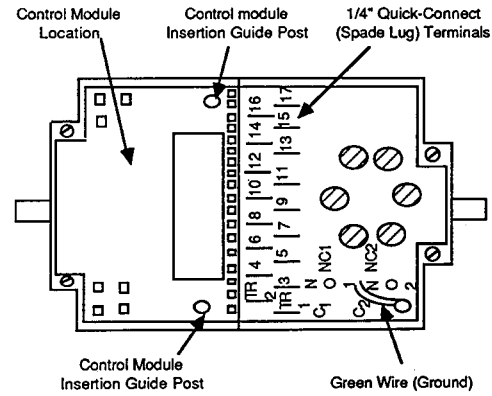 Control Module
Location
Control module
Insertion Guide Post
1/4" Quick-Connect
(Spade Lug) Terminals
16
17
14
15
12
13
10
11
8
9
6
7
4
5
TR
2
3
TR
1
N
O
C1
NC1
1
N
C2
NC2
O
2
Control Module
Insertion Guide Post
Green Wire (Ground)